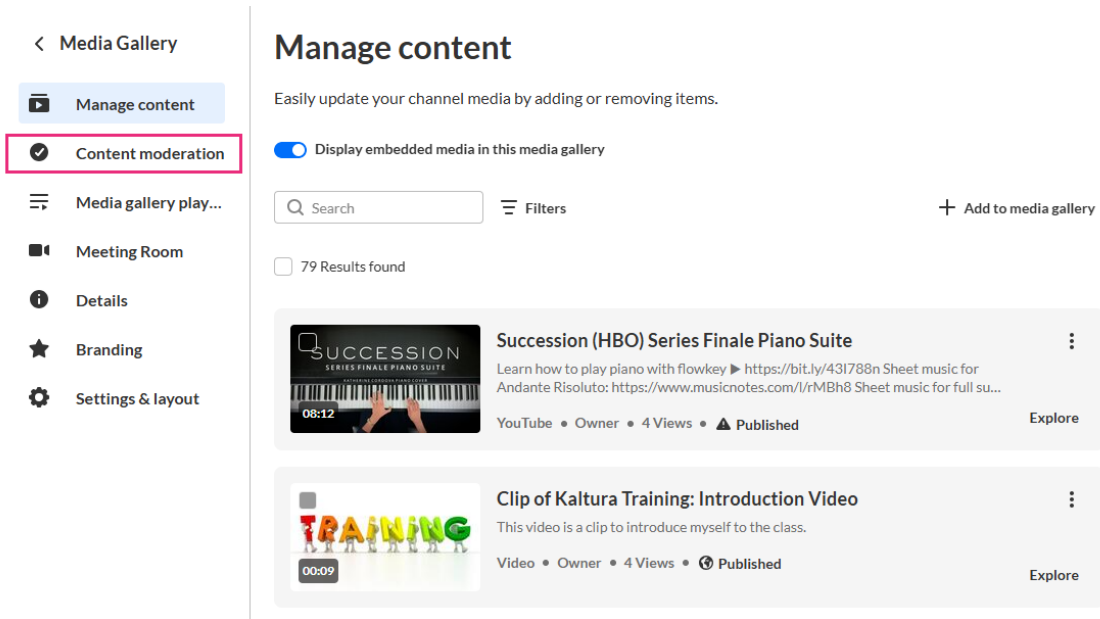 Media Gallery
Manage content
Content moderation
Media gallery play...
Meeting Room
Details
Branding
Settings & layout
Manage content
Easily update your channel media by adding or removing items.
Display embedded media in this media gallery
Search
Filters
Add to media gallery
79 Results found
SUCCESSION
SERIES FINALE PIANO SUITE
KATHERINE CORDOVA PIANO COVER
08:12
Succession (HBO) Series Finale Piano Suite
Learn how to play piano with flowkey ▶ https://bit.ly/43I788n Sheet music for
Andante Risoluto: https://www.musicnotes.com/l/rMBh8 Sheet music for full su...
YouTube • Owner • 4 Views • Published
Explore
TRAINING
00:09
Clip of Kaltura Training: Introduction Video
This video is a clip to introduce myself to the class.
Video • Owner • 4 Views • Published
Explore